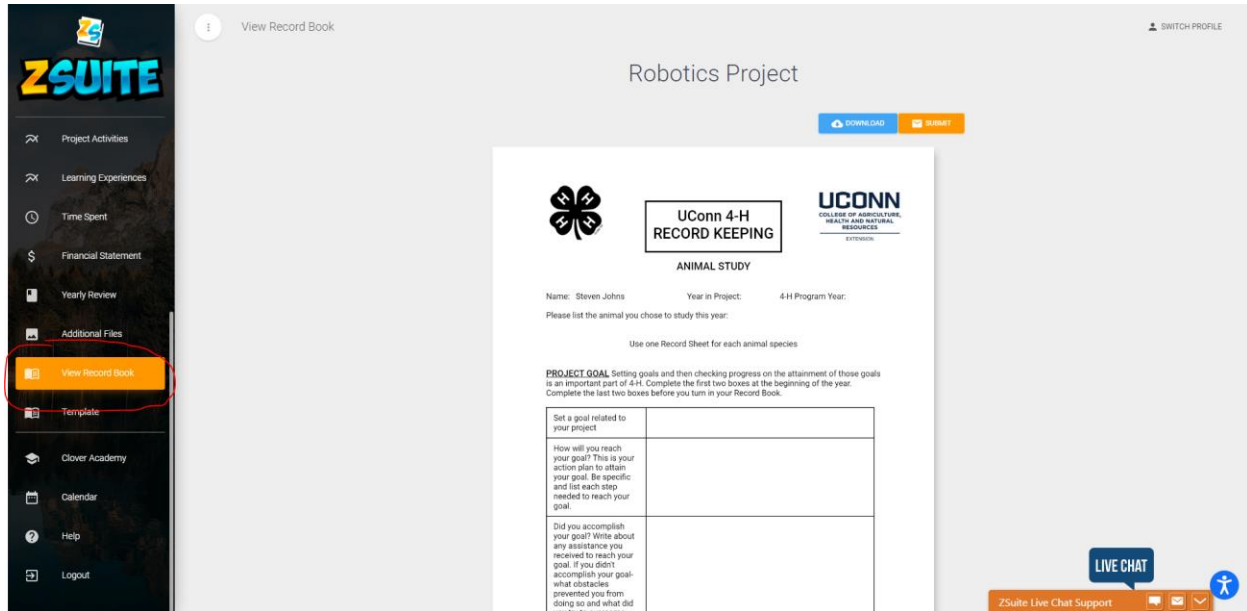 ZS
ZSUITE
Project Activities
Learning Experiences
Time Spent
Financial Statement
Yearly Review
Additional Files
View Record Book
Template
Clover Academy
Calendar
Help
Logout
View Record Book
SWITCH PROFILE
Robotics Project
DOWNLOAD
SUBMIT
H H
H H
UConn 4-H
RECORD KEEPING
UCONN
COLLEGE OF AGRICULTURE,
HEALTH AND NATURAL
RESOURCES
EXTENSION
ANIMAL STUDY
Name: Steven Johns Year in Project: 4-H Program Year:
Please list the animal you chose to study this year:
Use one Record Sheet for each animal species
PROJECT GOAL Setting goals and then checking progress on the attainment of those goals
is an important part of 4-H. Complete the first two boxes at the beginning of the year.
Complete the last two boxes before you turn in your Record Book.
Set a goal related to
your project
How will you reach
your goal? This is your
action plan to attain
your goal. Be specific
and list each step
needed to reach your
goal.
Did you accomplish
your goal? Write about
any assistance you
received to reach your
goal. If you didn't
accomplish your goal-
what obstacles
prevented you from
doing so and what did
LIVE CHAT
ZSuite Live Chat Support